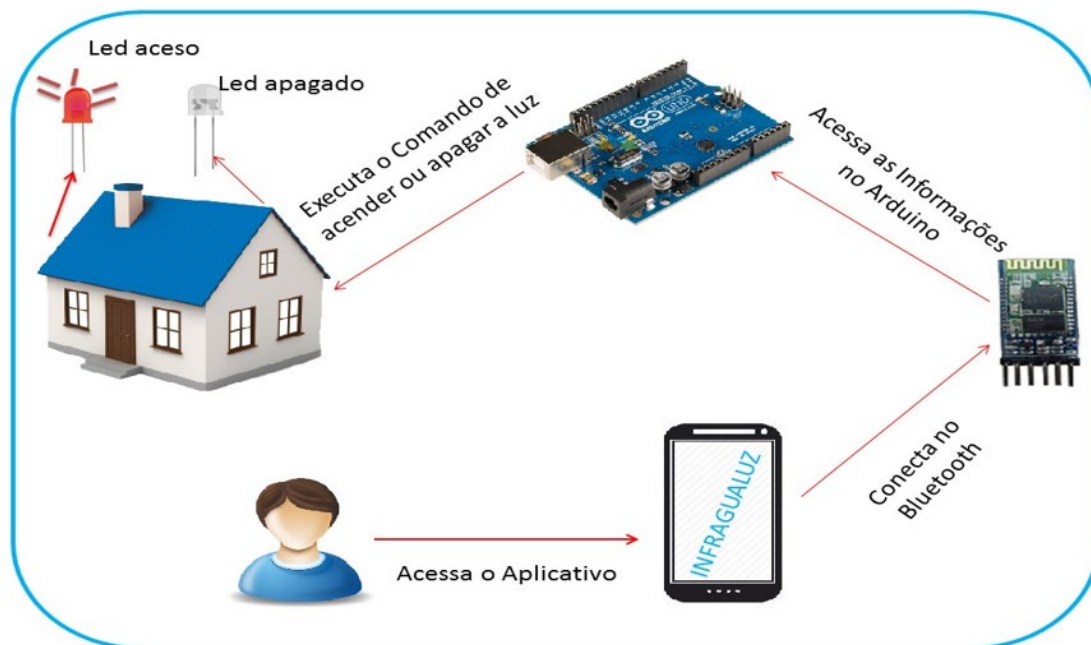 Led aceso
Led apagado
Executa o Comando de
acender ou apagar a luz
UNO
Acessa as Informações
no Arduino
Conecta no
Bluetooth
INFRAGUALUZ
Acessa o Aplicativo